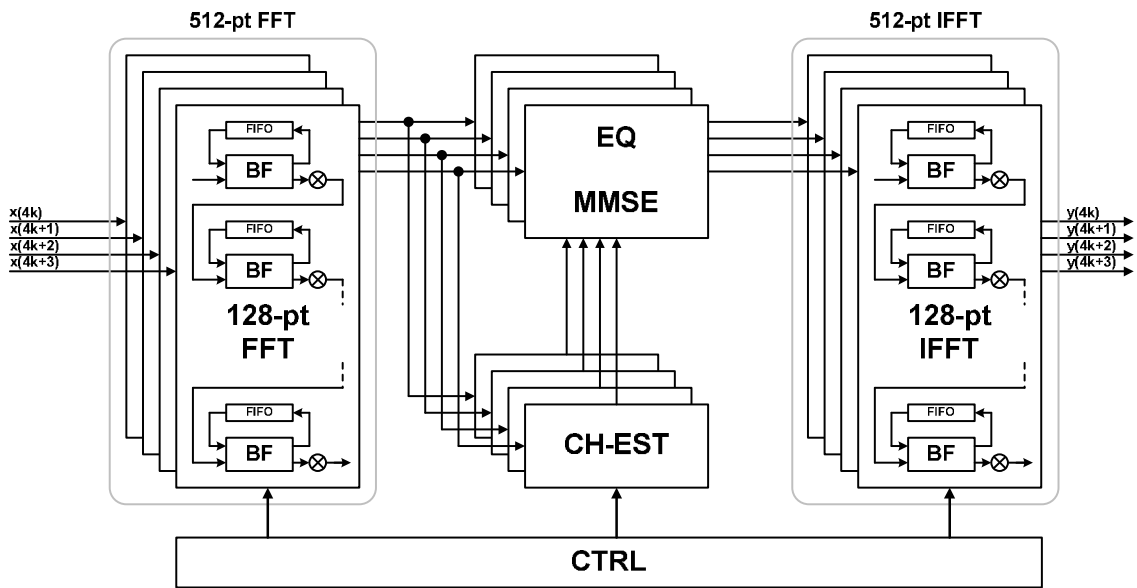 512-pt FFT
512-pt IFFT
FIFO
BF
FIFO
BF
128-pt
FFT
FIFO
BF
x(4k)
x(4k+1)
x(4k+2)
x(4k+3)
EQ
MMSE
CH-EST
FIFO
BF
FIFO
BF
128-pt
IFFT
FIFO
BF
y(4k)
y(4k+1)
y(4k+2)
y(4k+3)
CTRL